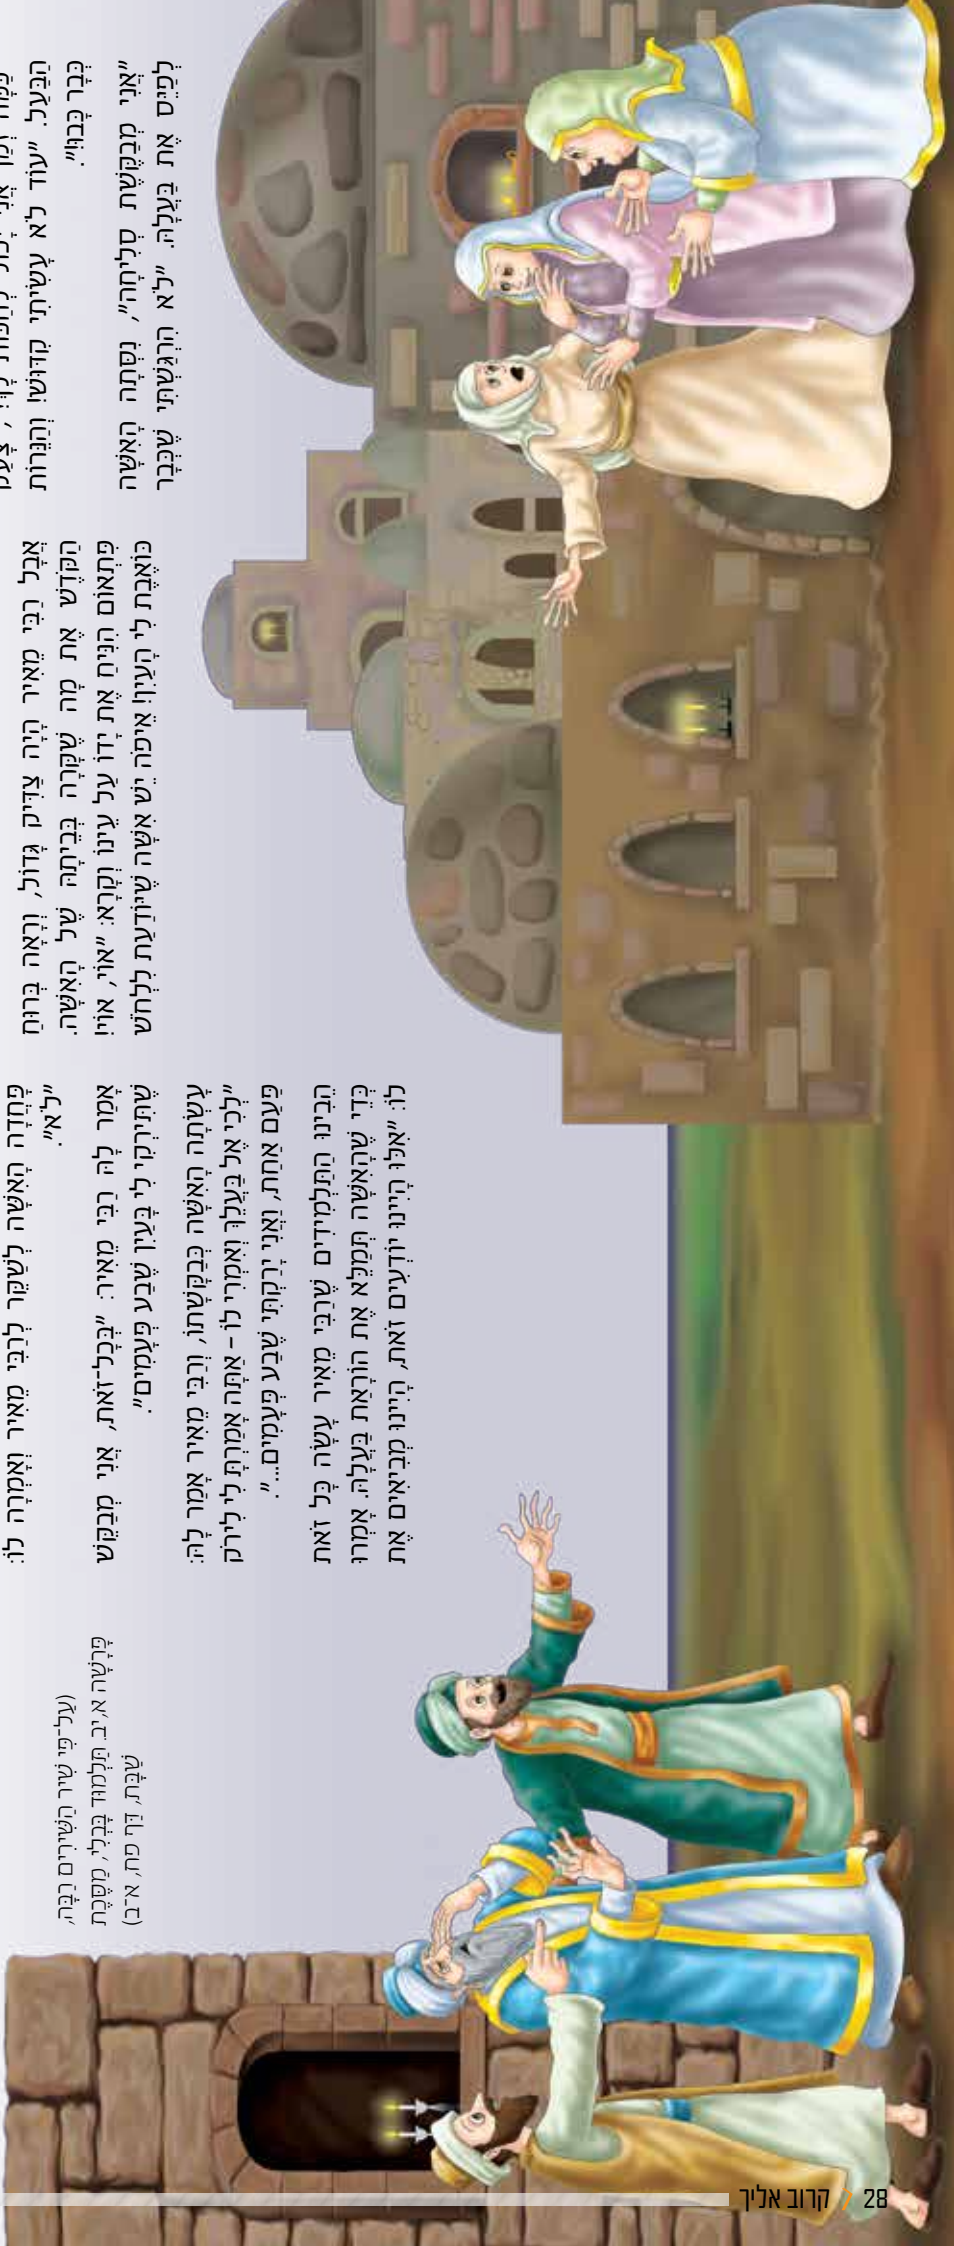 הַבַּעַל. "עוֹד לֹא עָשִׂיתִי קִדּוּשׁ! וְהַנֵּרוֹת
כְּבָר כָּבוּ!".
"אֲנִי מְבַקֶּשֶׁת סְלִיחָה", נִסְּתָה הָאִשָּׁה
לְפַיֵּס אֶת בַּעְלָהּ. "לֹא הִרְגַּשְׁתִּי שֶׁכְּבָר
אֲבָל רַבִּי מֵאִיר הָיָה צַדִּיק גָּדוֹל, וְרָאָה בְּרוּחַ
הַקֹּדֶשׁ אֶת מָה שֶׁקּוֹרֶה בְּבֵיתָהּ שֶׁל הָאִשָּׁה.
פִּתְאוֹם הִנִּיחַ אֶת יָדוֹ עַל עֵינוֹ וְקָרָא: "אוֹי, אוֹי!
כּוֹאֶבֶת לִי הָעַיִן! אֵיפֹה יֵשׁ אִשָּׁה שֶׁיּוֹדַעַת לִלְחוֹשׁ
פָּחֲדָה הָאִשָּׁה לְשַׁקֵּר לְרַבִּי מֵאִיר וְאָמְרָה לוֹ:
"לֹא".
אָמַר לָהּ רַבִּי מֵאִיר: "בְּכָל-זֹאת, אֲנִי מְבַקֵּשׁ
שֶׁתִּירְקִי לִי בָּעַיִן שֶׁבַע פְּעָמִים".
עָשְׂתָה הָאִשָּׁה כְּבַקָּשָׁתוֹ, וְרַבִּי מֵאִיר אָמַר לָהּ:
"לְכִי אֶל בַּעְלֵךְ וְאִמְרִי לוֹ – אַתָּה אָמַרְתָּ לִי לִירֹק
פַּעַם אַחַת, וַאֲנִי יָרַקְתִּי שֶׁבַע פְּעָמִים...".
הֵבִינוּ הַתַּלְמִידִים שֶׁרַבִּי מֵאִיר עָשָׂה כָּל זֹאת
כְּדֵי שֶׁהָאִשָּׁה תְּמַלֵּא אֶת הוֹרָאַת בַּעְלָהּ. אָמְרוּ
לוֹ: "אִלּוּ הָיִינוּ יוֹדְעִים זֹאת, הָיִינוּ מְבִיאִים אֶת
(עַל-פִּי שִׁיר הַשִּׁירִים רַבָּה,
פָּרָשָׁה א,יב. תַּלְמוּד בַּבְלִי, מַסֶּכֶת
שַׁבָּת, דַּף פח, א-ב)
28 קרוב אליך